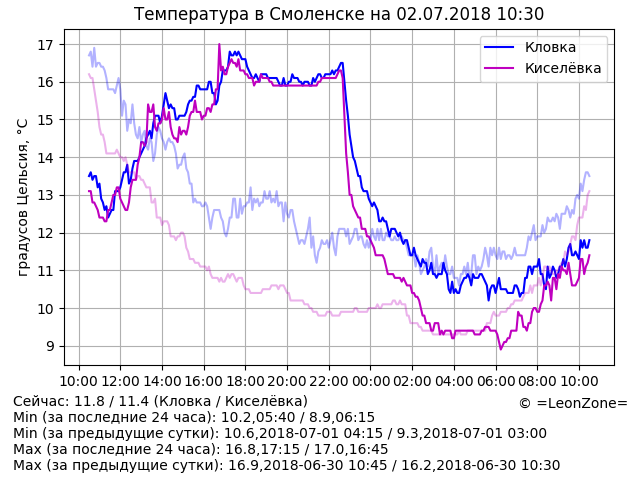 Температура в Смоленске на 02.07.2018 10:30
Кловка
Киселёвка
градусов Цельсия, °C
17
16
15
14
13
12
11
10
9
10:00 12:00 14:00 16:00 18:00 20:00 22:00 00:00 02:00 04:00 06:00 08:00 10:00
Сейчас: 11.8 / 11.4 (Кловка / Киселёвка)
© =LeonZone=
Min (за последние 24 часа): 10.2,05:40 / 8.9,06:15
Min (за предыдущие сутки): 10.6,2018-07-01 04:15 / 9.3,2018-07-01 03:00
Max (за последние 24 часа): 16.8,17:15 / 17.0,16:45
Max (за предыдущие сутки): 16.9,2018-06-30 10:45 / 16.2,2018-06-30 10:30